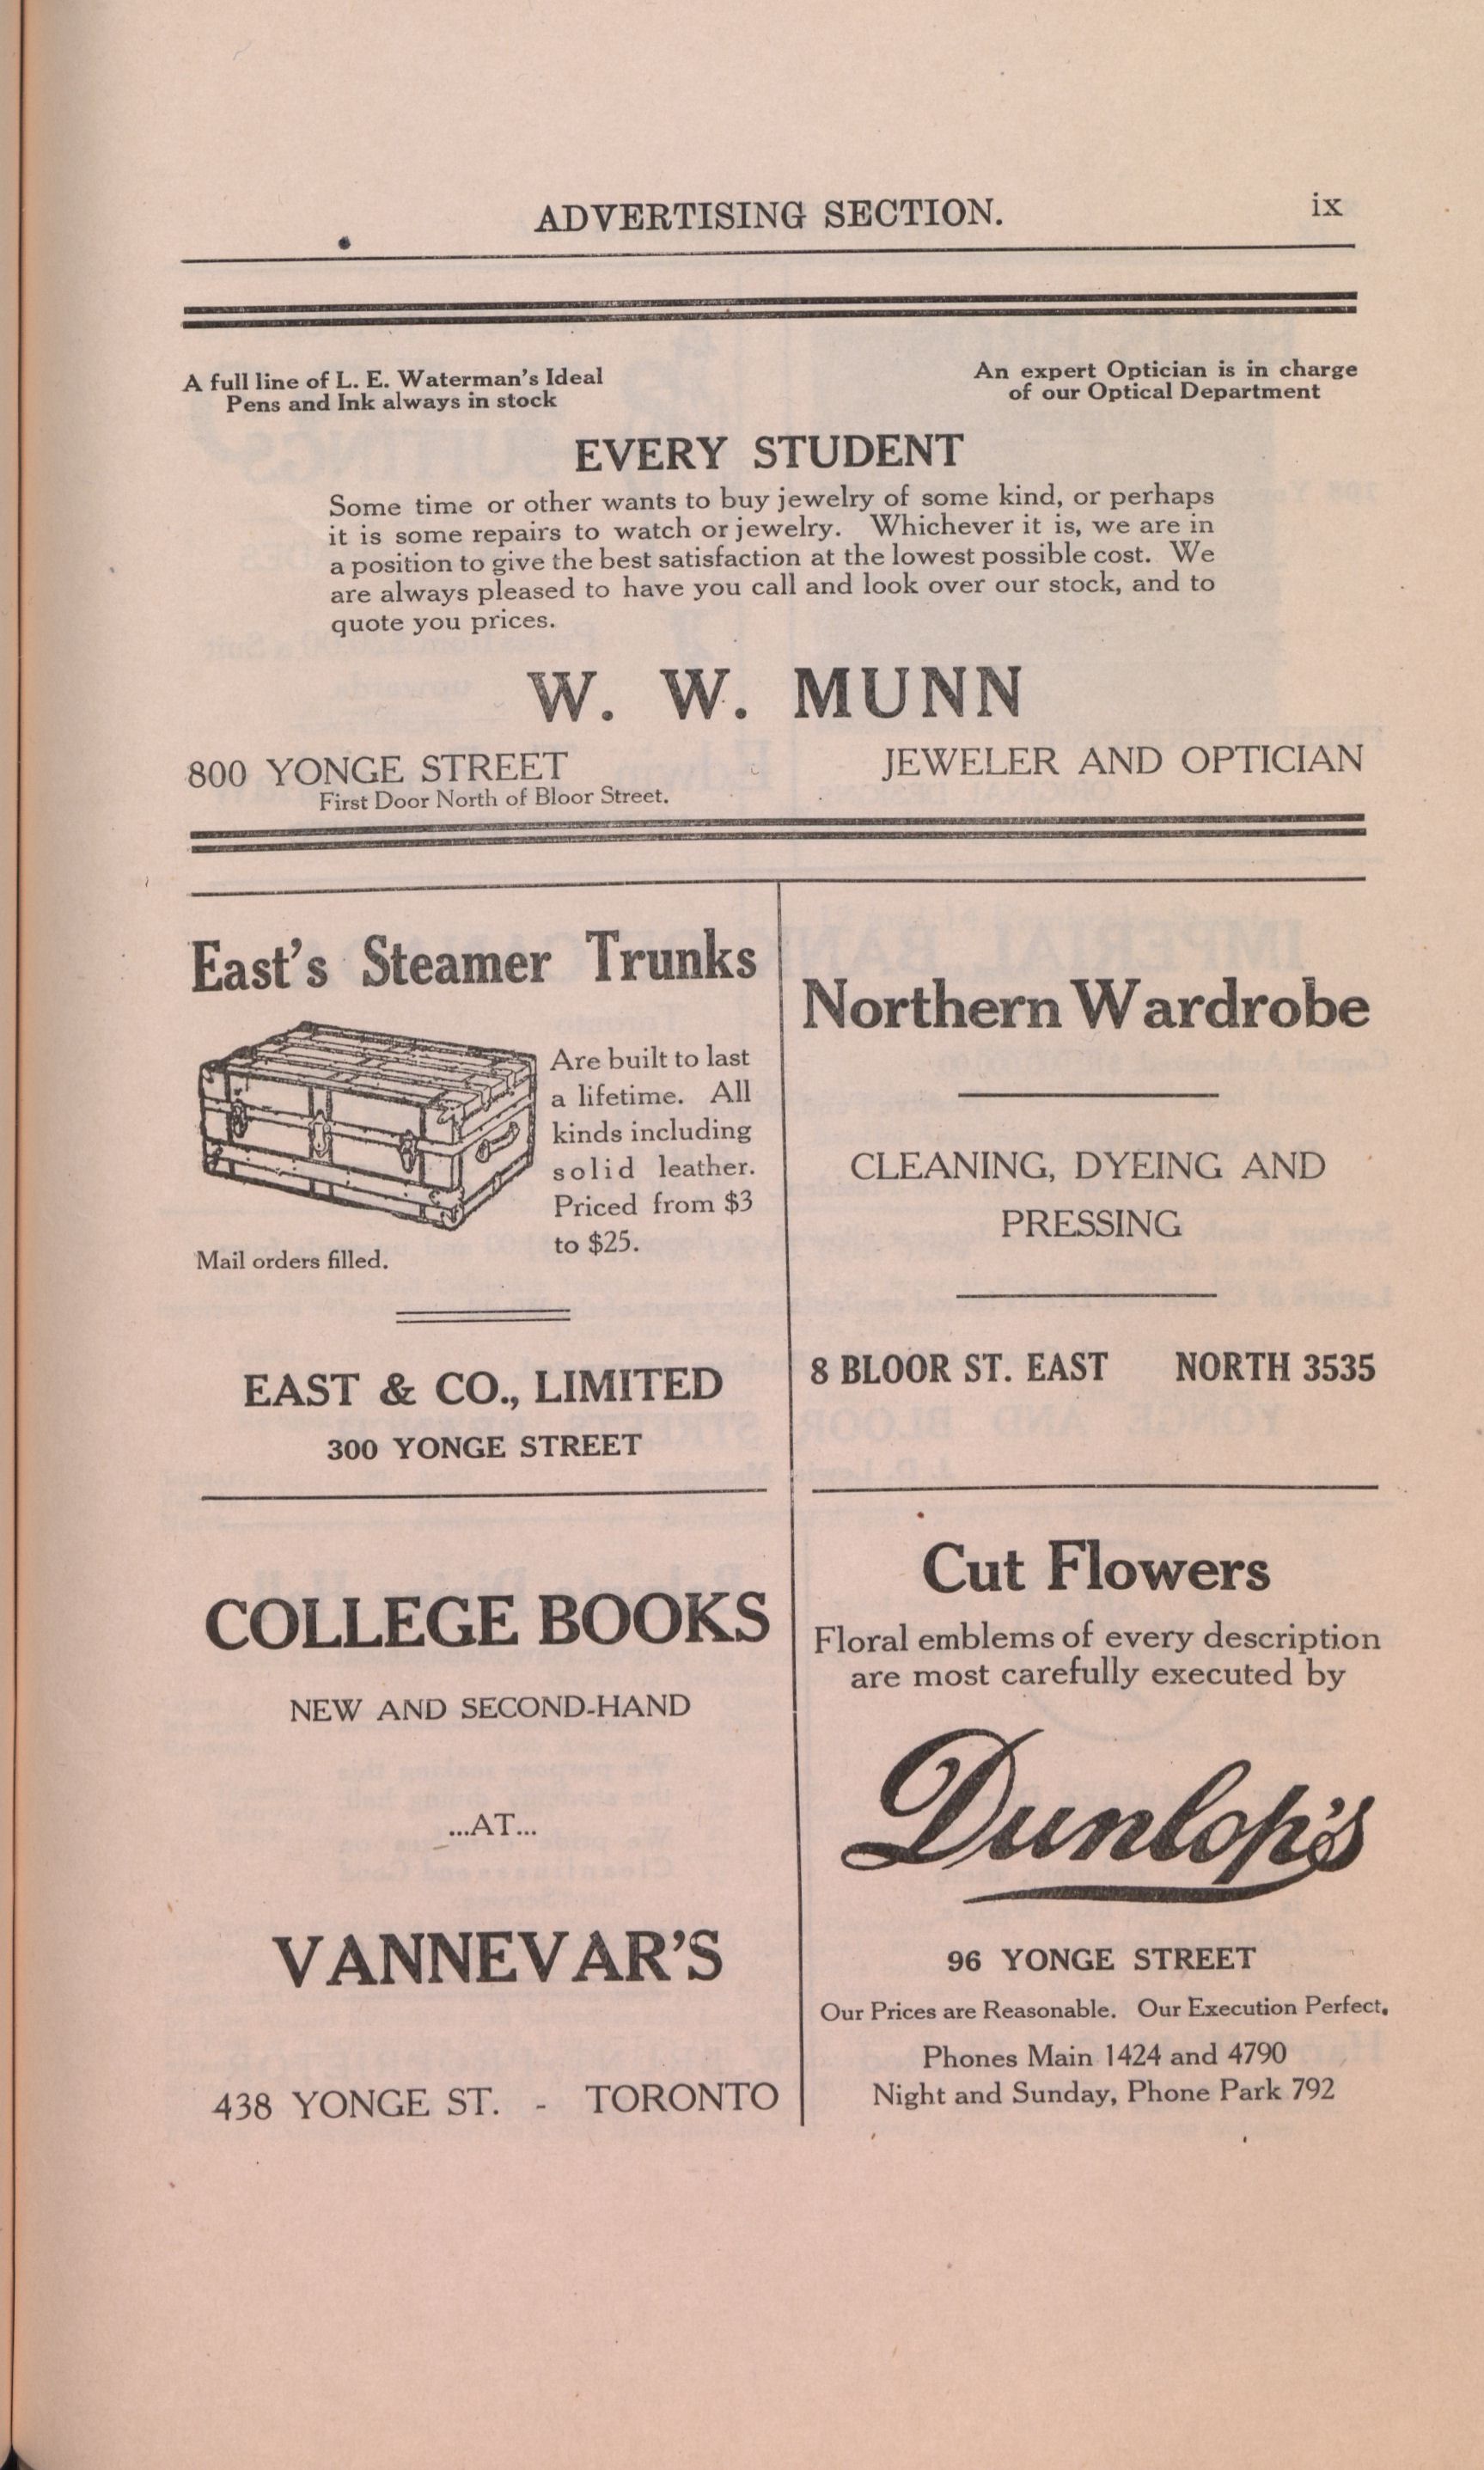 ADVERTISING SECTION.
ix
A full line of L. E. Waterman's Ideal
Pens and Ink always in stock
An expert Optician is in charge
of our Optical Department
EVERY STUDENT
Some time or other wants to buy jewelry of some kind, or perhaps
it is some repairs to watch or jewelry. Whichever it is, we are in
a position to give the best satisfaction at the lowest possible cost. We
are always pleased to have you call and look over our stock, and to
quote you prices.
W. W. MUNN
800 YONGE STREET
First Door North of Bloor Street.
JEWELER AND OPTICIAN
East's Steamer Trunks
Are built to last
a lifetime. All
kinds including
solid leather.
Priced from $3
to $25.
Mail orders filled.
EAST & CO., LIMITED
300 YONGE STREET
Northern Wardrobe
CLEANING, DYEING AND
PRESSING
8 BLOOR ST. EAST NORTH 3535
COLLEGE BOOKS
NEW AND SECOND-HAND
...AT...
VANNEVAR'S
438 YONGE ST. - TORONTO
Cut Flowers
Floral emblems of every description
are most carefully executed by
Dunlop's
96 YONGE STREET
Our Prices are Reasonable. Our Execution Perfect.
Phones Main 1424 and 4790
Night and Sunday, Phone Park 792